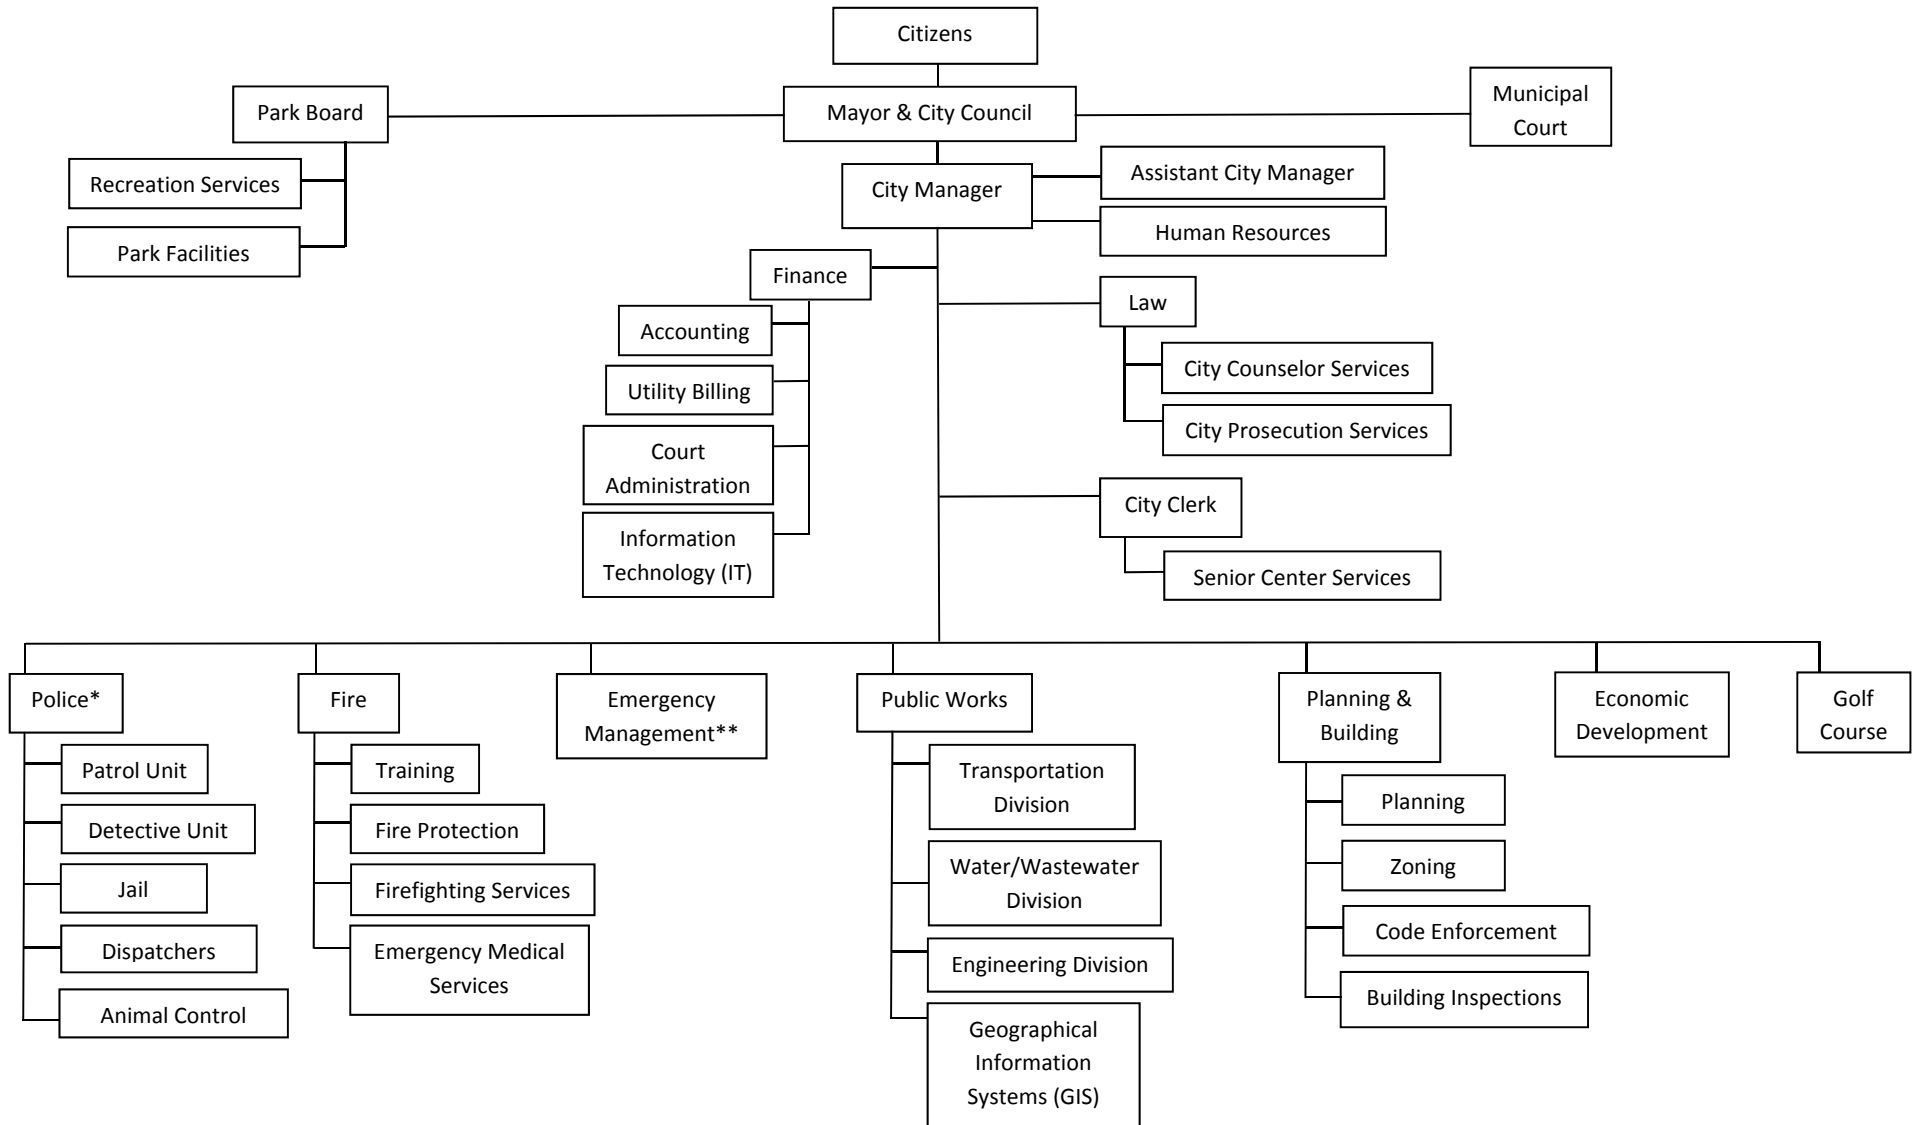 Citizens
Park Board
Mayor & City Council
Municipal
Court
Recreation Services
Park Facilities
City Manager
Assistant City Manager
Human Resources
Finance
Accounting
Utility Billing
Court
Administration
Information
Technology (IT)
Law
City Counselor Services
City Prosecution Services
City Clerk
Senior Center Services
Police*
Patrol Unit
Detective Unit
Jail
Dispatchers
Animal Control
Fire
Training
Fire Protection
Firefighting Services
Emergency Medical
Services
Emergency
Management**
Public Works
Transportation
Division
Water/Wastewater
Division
Engineering Division
Geographical
Information
Systems (GIS)
Planning &
Building
Planning
Zoning
Code Enforcement
Building Inspections
Economic
Development
Golf
Course